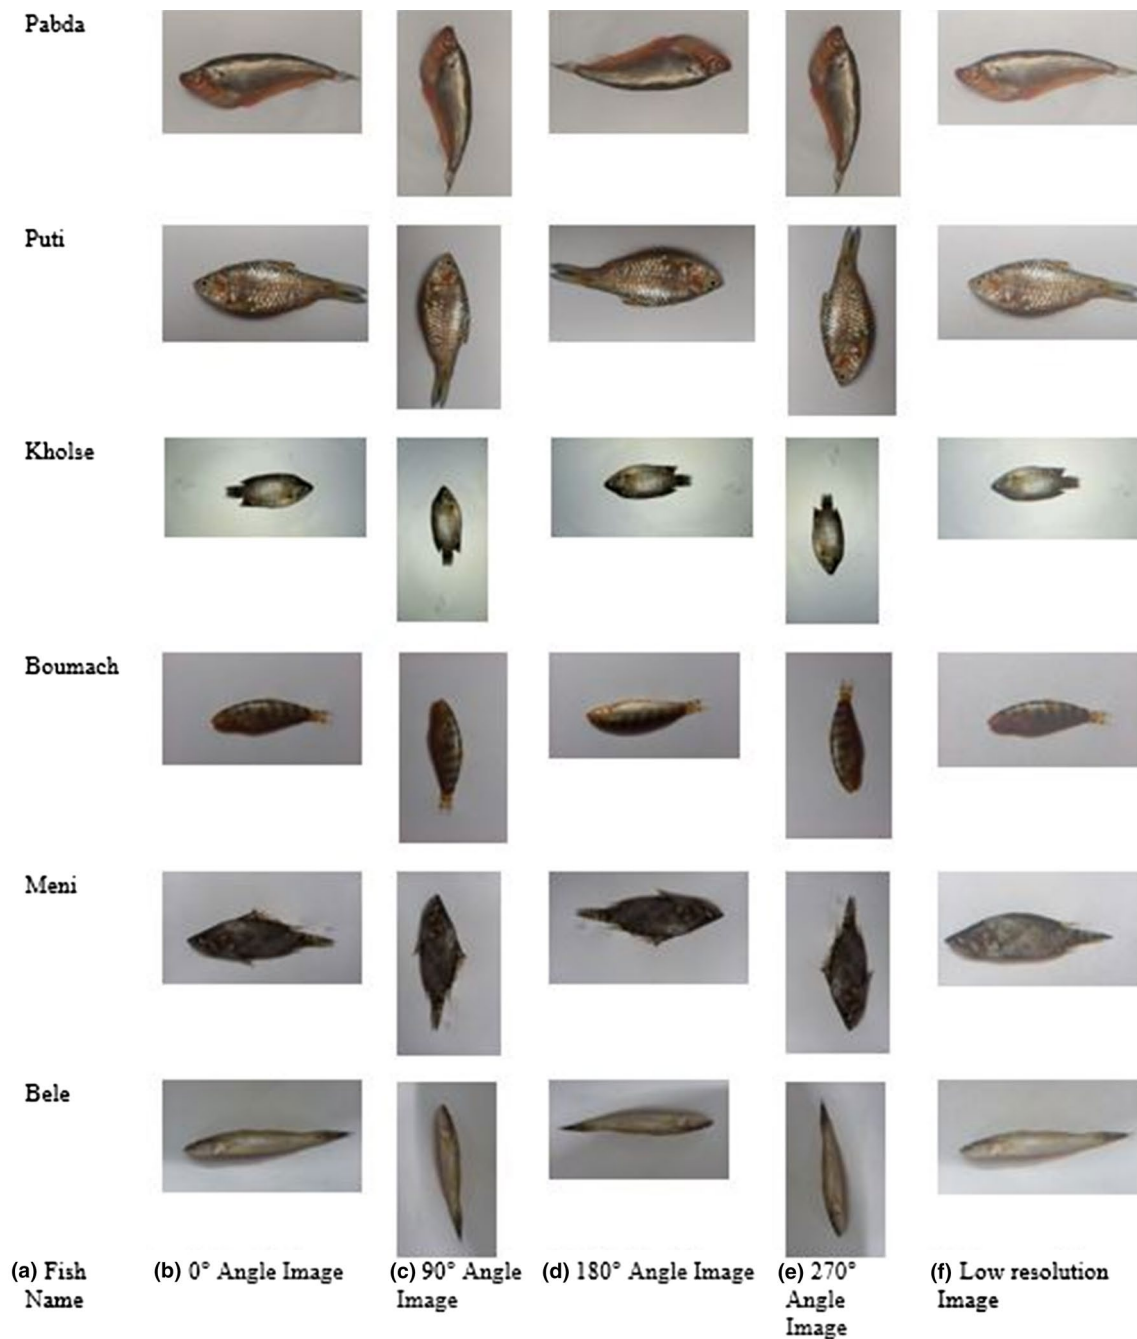 Pabda
Puti
Kholse
Boumach
Meni
Bele
(a) Fish
Name
(b) 0° Angle Image
(c) 90° Angle
Image
(d) 180° Angle Image
(e) 270°
Angle
Image
(f) Low resolution
Image